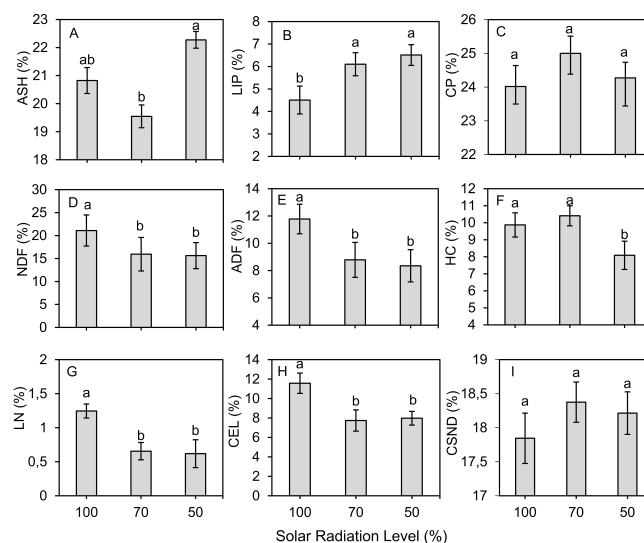 A
ASH (%)
23
22
21
20
19
18
ab
b
a
B
LIP (%)
8
7
6
5
4
3
2
b
a
a
C
CP (%)
26
25
24
23
22
a
a
a
D
NDF (%)
30
25
20
15
10
5
0
a
b
b
E
ADF (%)
14
12
10
8
6
4
a
b
b
F
HC (%)
12
11
10
9
8
7
6
5
4
a
a
b
G
LN (%)
2
1,5
1
0,5
0
a
b
b
100 70 50
H
CEL (%)
14
12
10
8
6
4
2
0
a
b
b
100 70 50
I
CSND (%)
19
18,5
18
17,5
17
a
a
a
100 70 50
Solar Radiation Level (%)